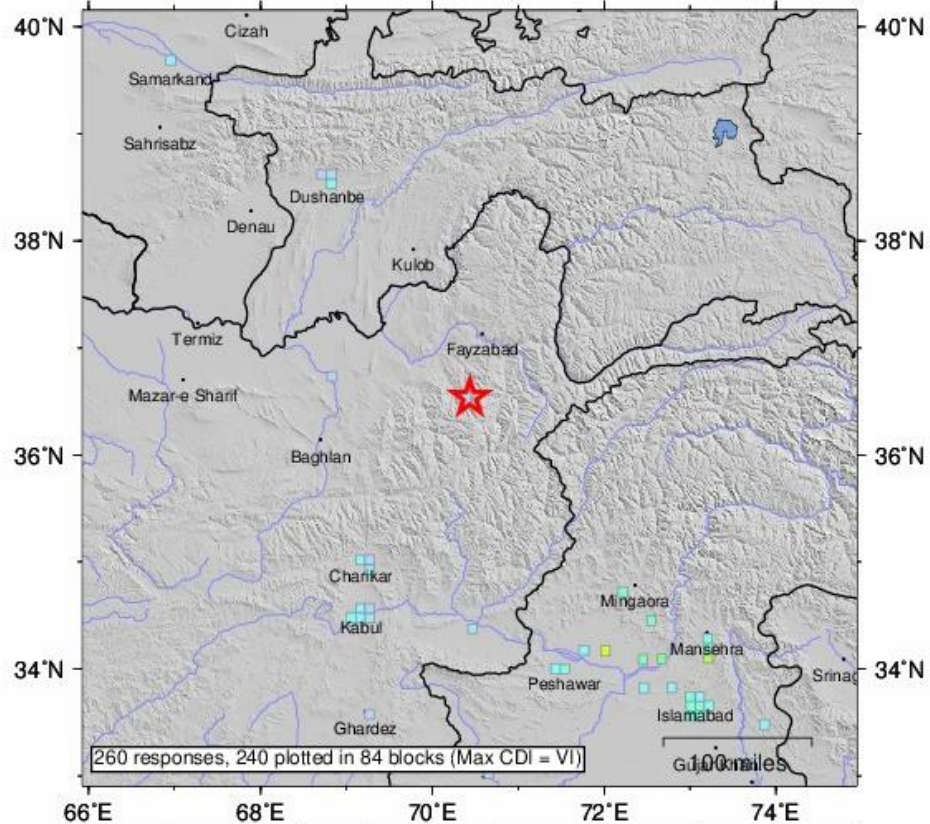 40˚N
40˚N
Cizah
Samarkand
Sahrisabz
Dushanbe
Denau
38˚N
38˚N
Kulob
Termiz
Fayzabad
Mazar-e Sharif
36˚N
36˚N
Baghlan
Charikar
Mingaora
Kabul
Mansehra
34˚N
34˚N
Peshawar
Islamabad
Ghardez
260 responses, 240 plotted in 84 blocks (Max CDI = VI)
100 miles
66˚E
68˚E
70˚E
72˚E
74˚E